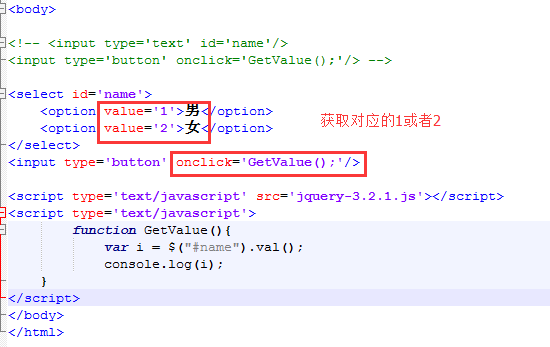 <body>
<!-- <input type='text' id='name'/>
<input type='button' onclick='GetValue();'/> -->
<select id='name'>
<option value='1'>男</option>
<option value='2'>女</option>
获取对应的1或者2
</select>
<input type='button' onclick='GetValue();'/>
<script type='text/javascript' src='jquery-3.2.1.js'></script>
<script type='text/javascript'>
function GetValue(){
var i = $("#name").val();
console.log(i);
}
</script>
</body>
</html>